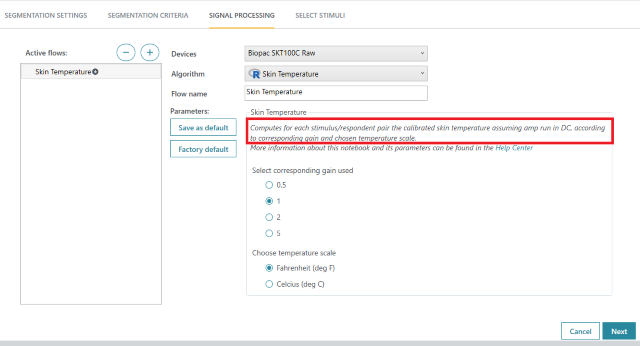 SEGMENTATION SETTINGS SEGMENTATION CRITERIA SIGNAL PROCESSING SELECT STIMULI
Active flows:
Skin Temperature
Devices Biopac SKT100C Raw
Algorithm Skin Temperature
Flow name Skin Temperature
Parameters:
Save as default
Factory default
Skin Temperature
Computes for each stimulus/respondent pair the calibrated skin temperature assuming amp run in DC, according
to corresponding gain and chosen temperature scale.
More information about this notebook and its parameters can be found in the Help Center
Select corresponding gain used
0.5
1
2
5
Choose temperature scale
Fahrenheit (deg F)
Celcius (deg C)
Cancel Next